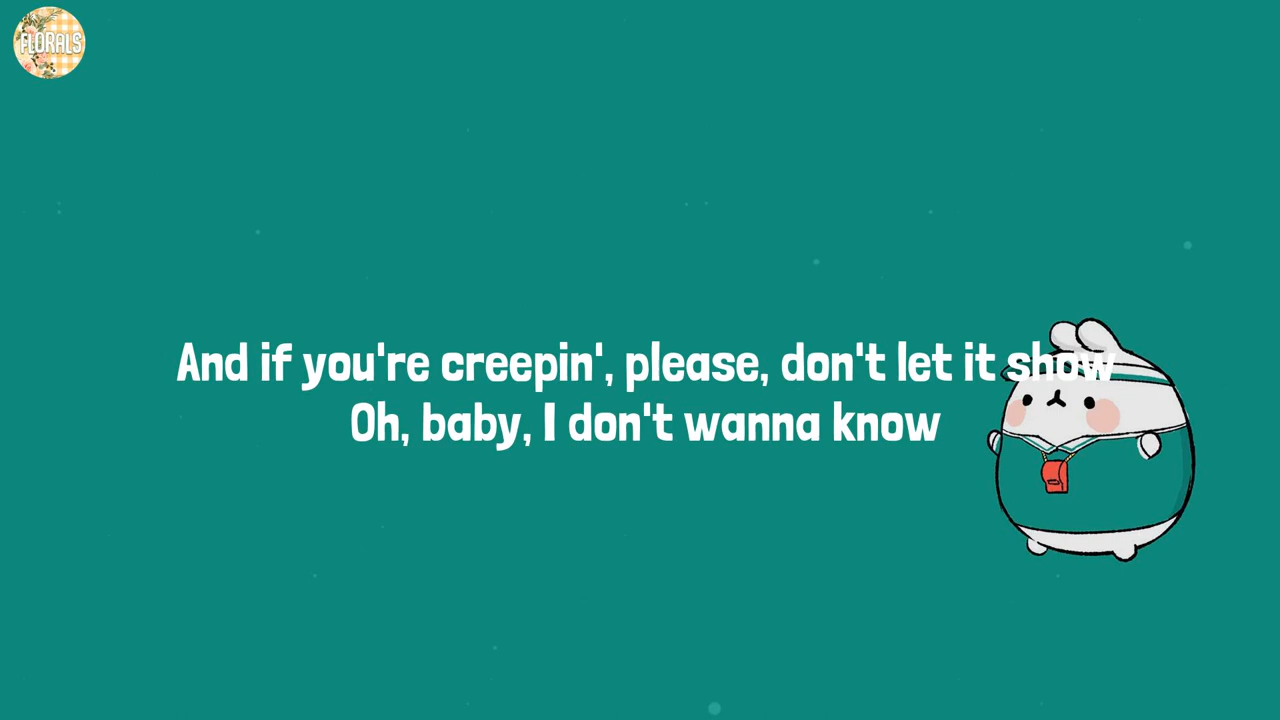 FLORALS
And if you're creepin', please, don't let it show
Oh, baby, I don't wanna know